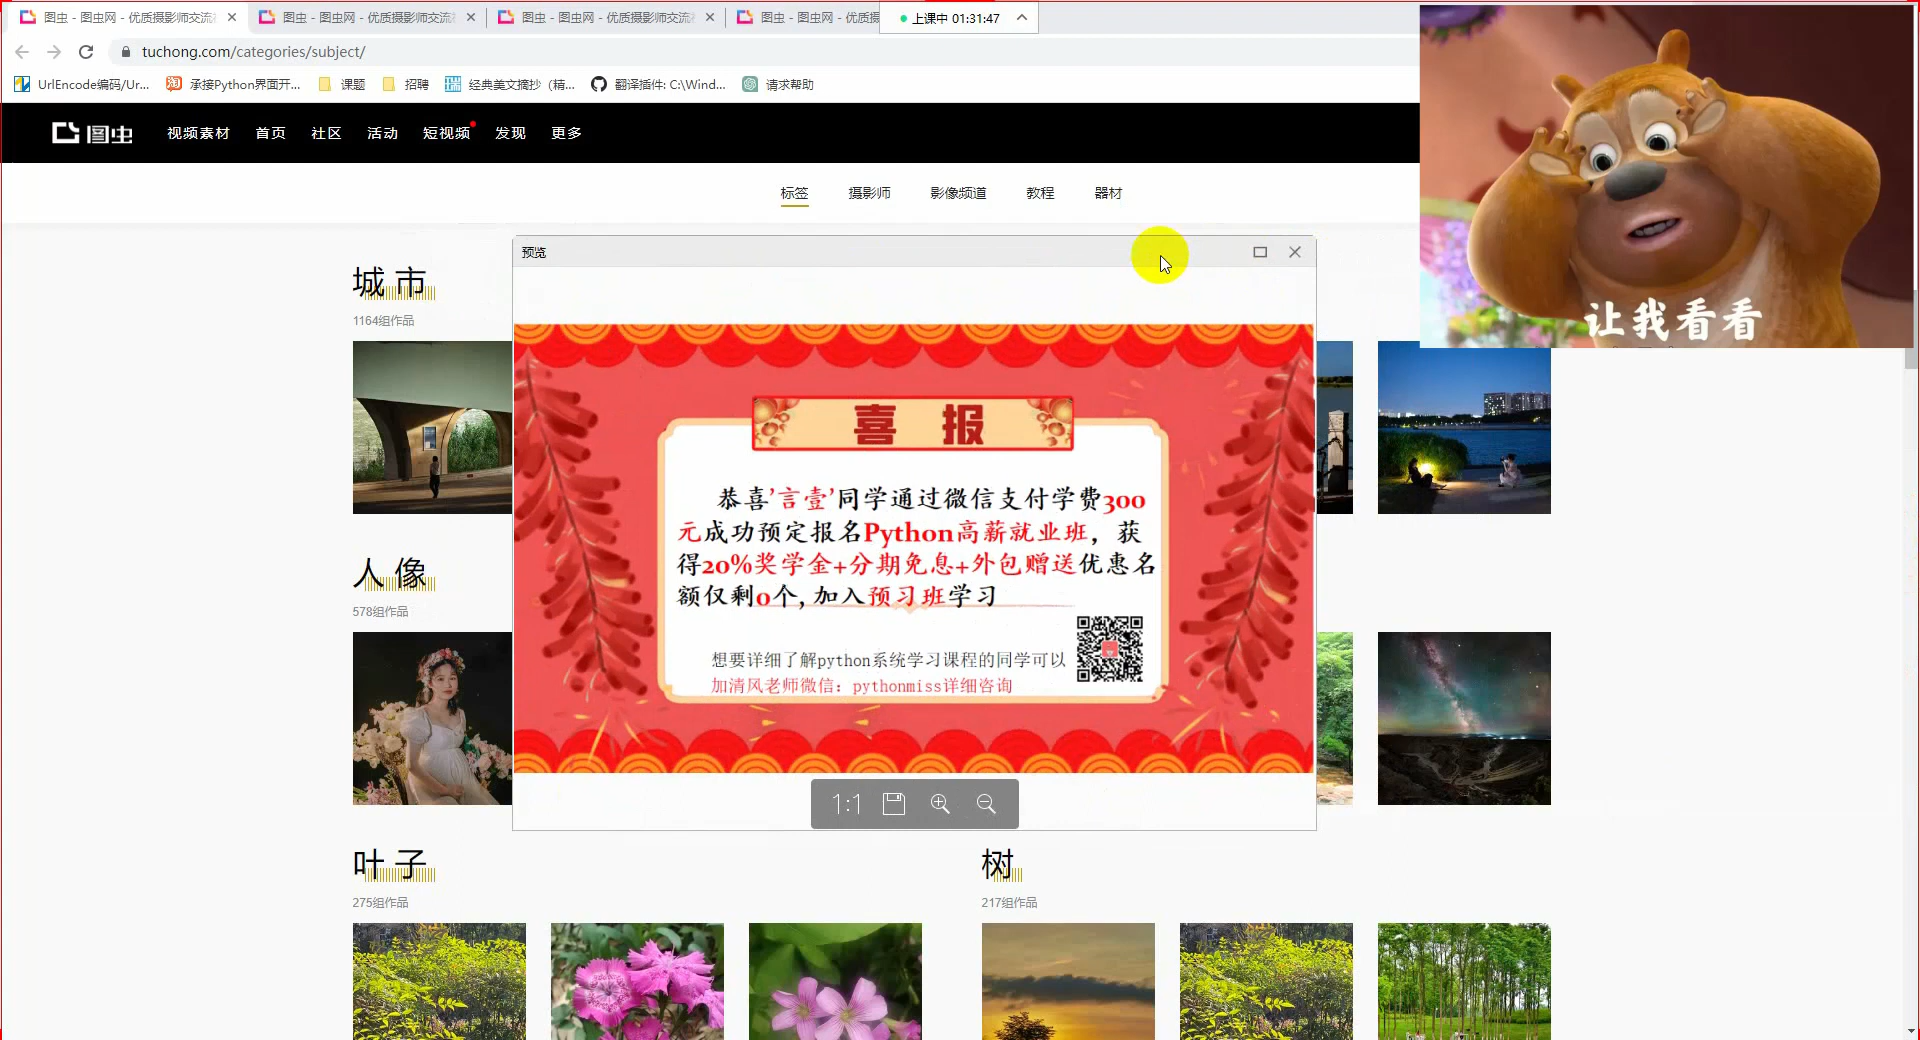 图虫 - 图虫网 - 优质摄影师交流
图虫 - 图虫网 - 优质摄影师交流
图虫 - 图虫网 - 优质摄影师交流
图虫 - 图虫网 - 优质摄
上课中 01:31:47
tuchong.com/categories/subject/
UrlEncode编码/Ur...
承接Python界面开...
课题
招聘
经典美文摘抄（精...
翻译插件: C:\Wind...
请求帮助
图虫
视频素材 首页 社区 活动 短视频 发现 更多
标签 摄影师 影像频道 教程 器材
让我看看
城市
1164组作品
预览
喜 报
恭喜'言壹'同学通过微信支付学费300
元成功预定报名Python高薪就业班，获
得20%奖学金+分期免息+外包赠送优惠名
额仅剩0个,加入预习班学习
想要详细了解python系统学习课程的同学可以
加清风老师微信：pythonmiss详细咨询
1:1
人像
578组作品
叶子
275组作品
树
217组作品